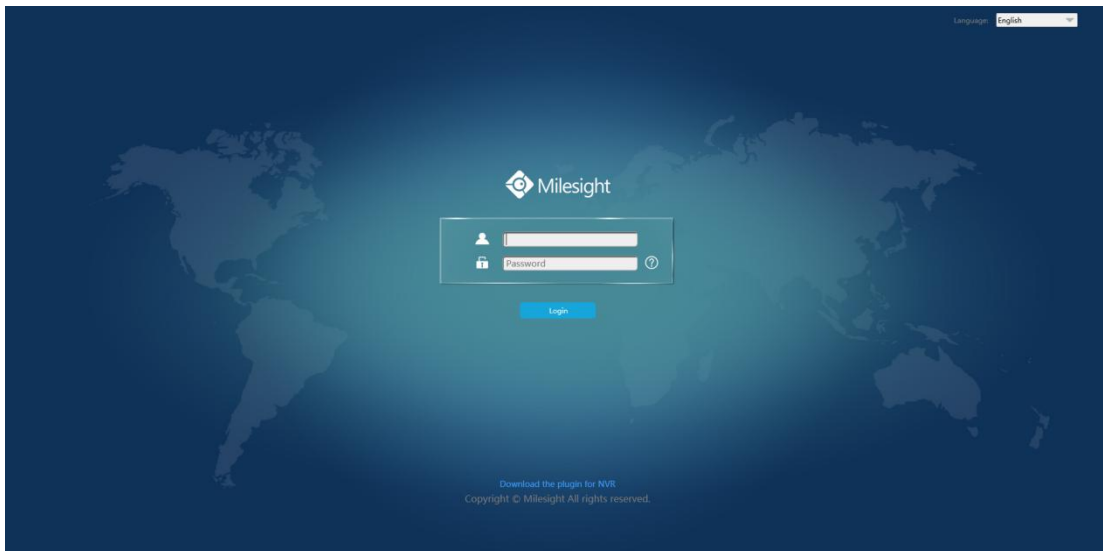 Language: English
Milesight
Password
Login
Download the plugin for NVR
Copyright © Milesight All rights reserved.